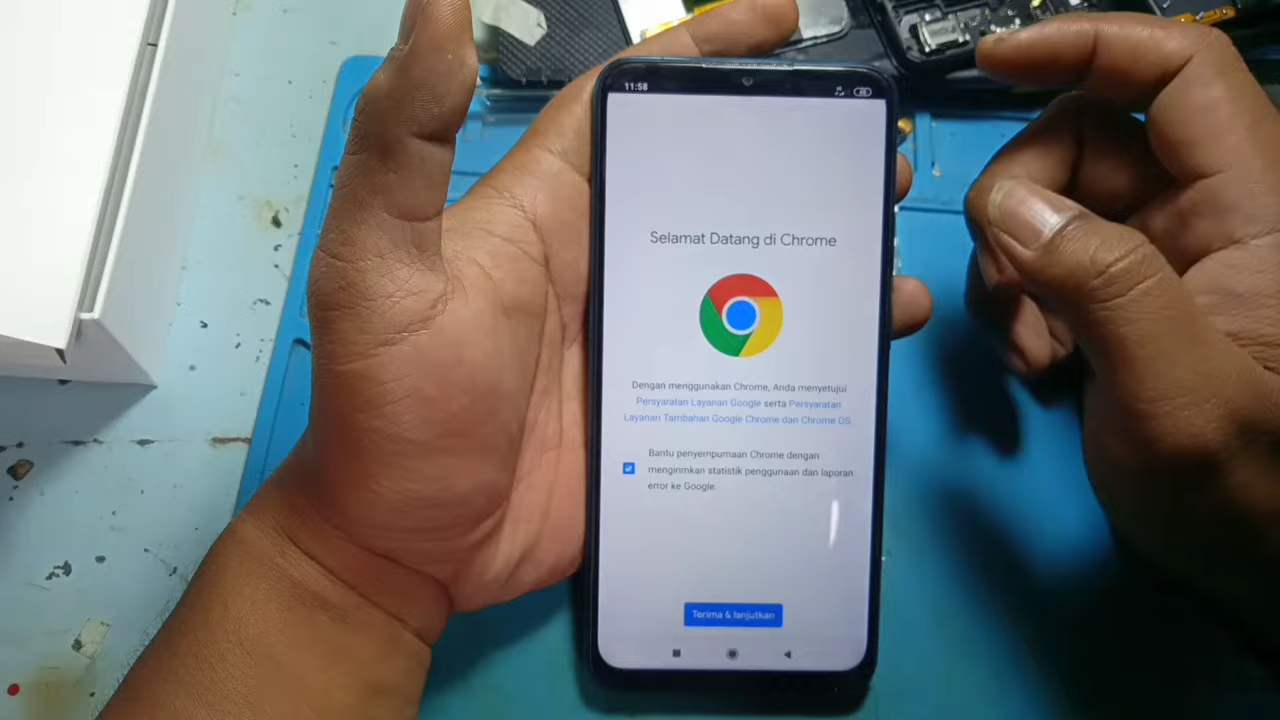 11:58
Selamat Datang di Chrome
Dengan menggunakan Chrome, Anda menyetujui
Persyaratan Layanan Google serta Persyaratan
Layanan Tambahan Google Chrome dan Chrome OS
Bantu penyempurnaan Chrome dengan
mengirimkan statistik penggunaan dan laporan
error ke Google.
Terima & lanjutkan